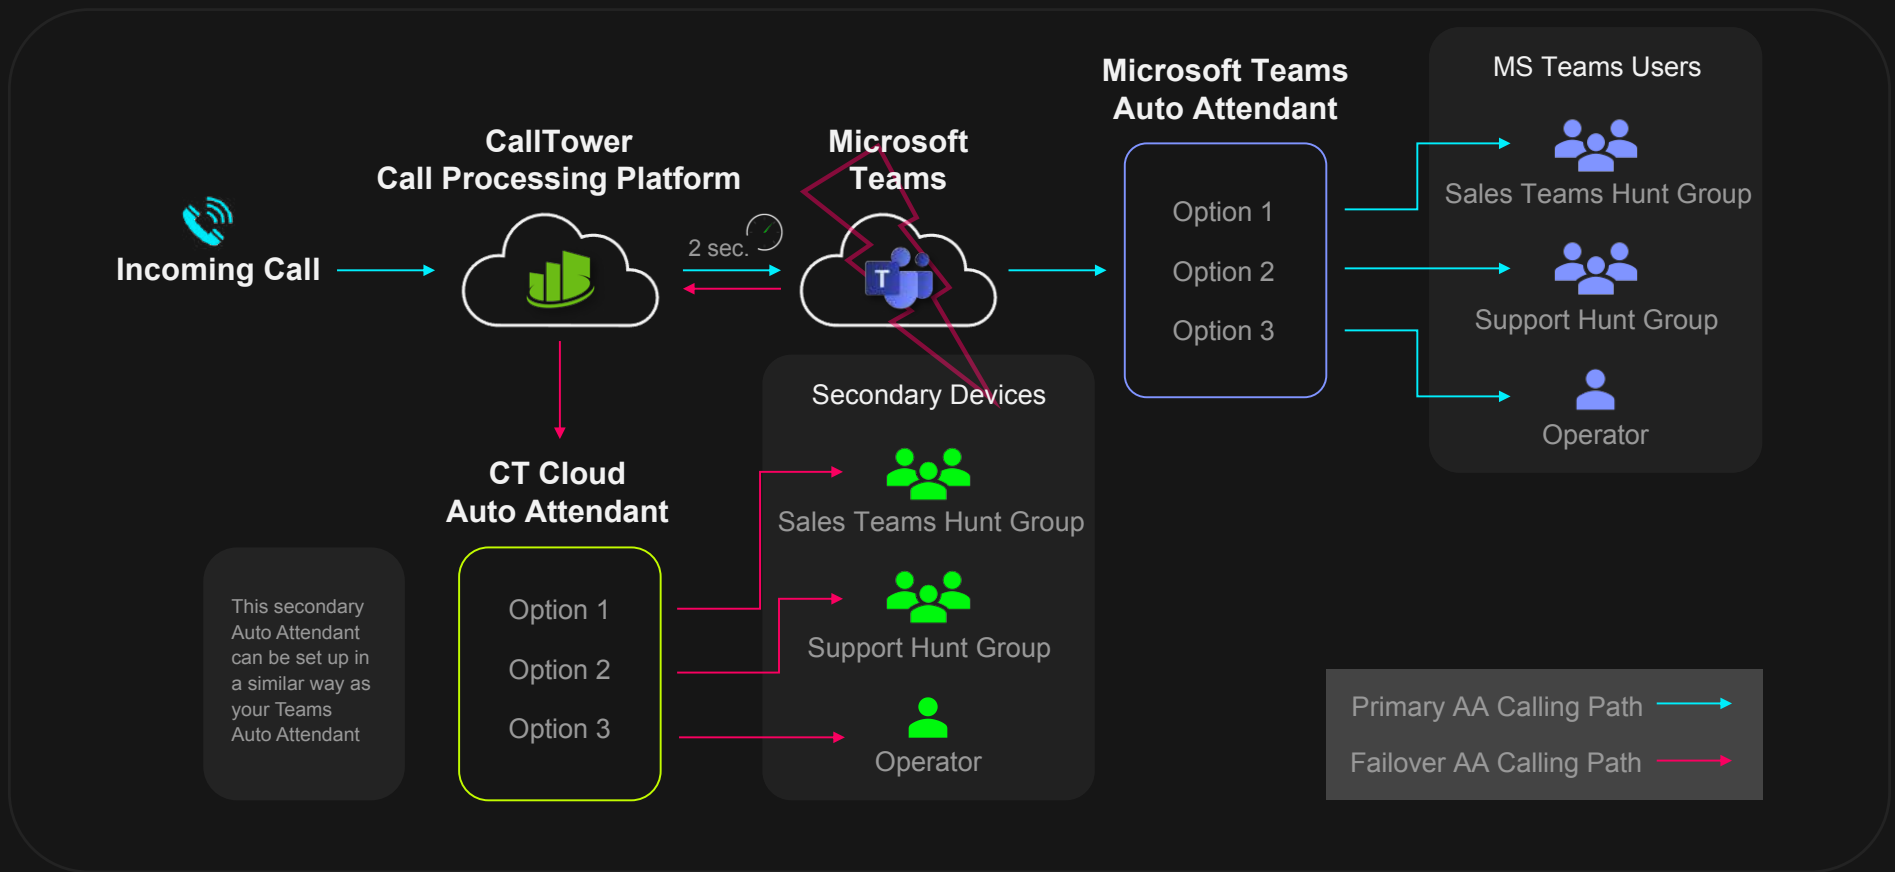 Incoming Call
CallTower
Call Processing Platform
2 sec.
Microsoft
Teams
T
Microsoft Teams
Auto Attendant
Option 1
Option 2
Option 3
MS Teams Users
Sales Teams Hunt Group
Support Hunt Group
Operator
CT Cloud
Auto Attendant
Option 1
Option 2
Option 3
This secondary
Auto Attendant
can be set up in
a similar way as
your Teams
Auto Attendant
Secondary Devices
Sales Teams Hunt Group
Support Hunt Group
Operator
Primary AA Calling Path
Failover AA Calling Path